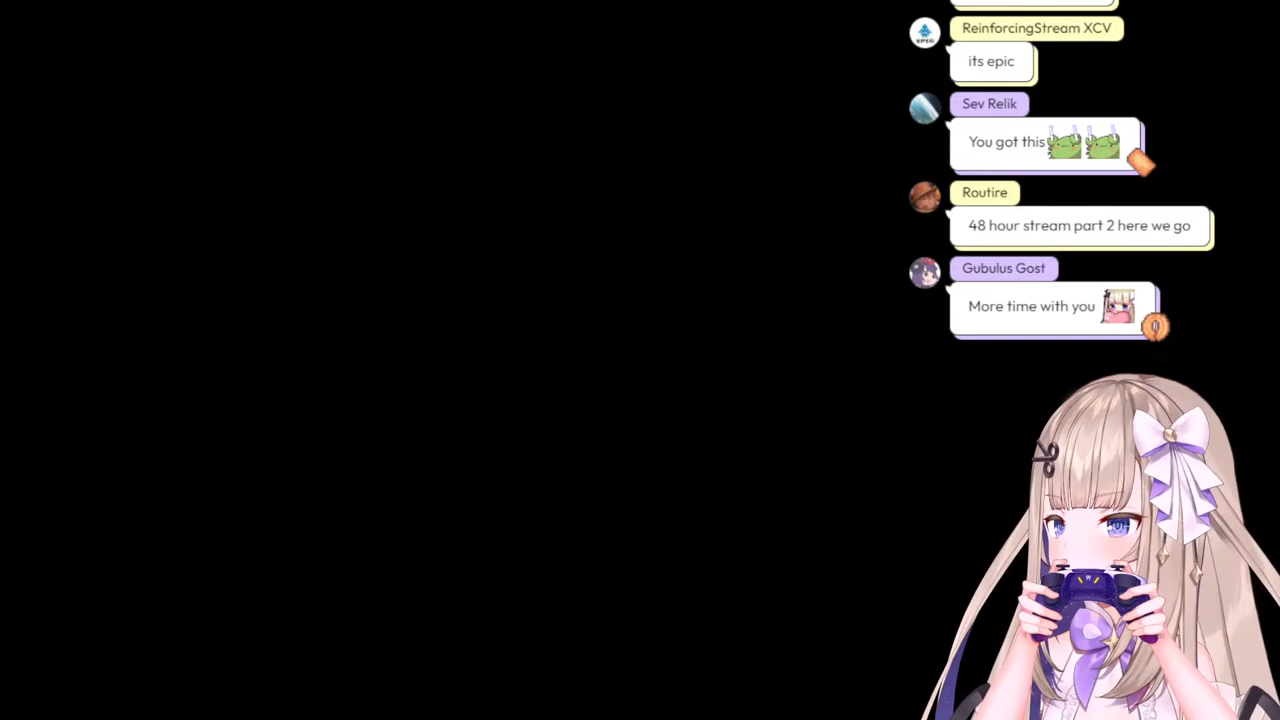 ReinforcingStream XCV
its epic
Sev Relik
You got this
Routire
48 hour stream part 2 here we go
Gubulus Gost
More time with you